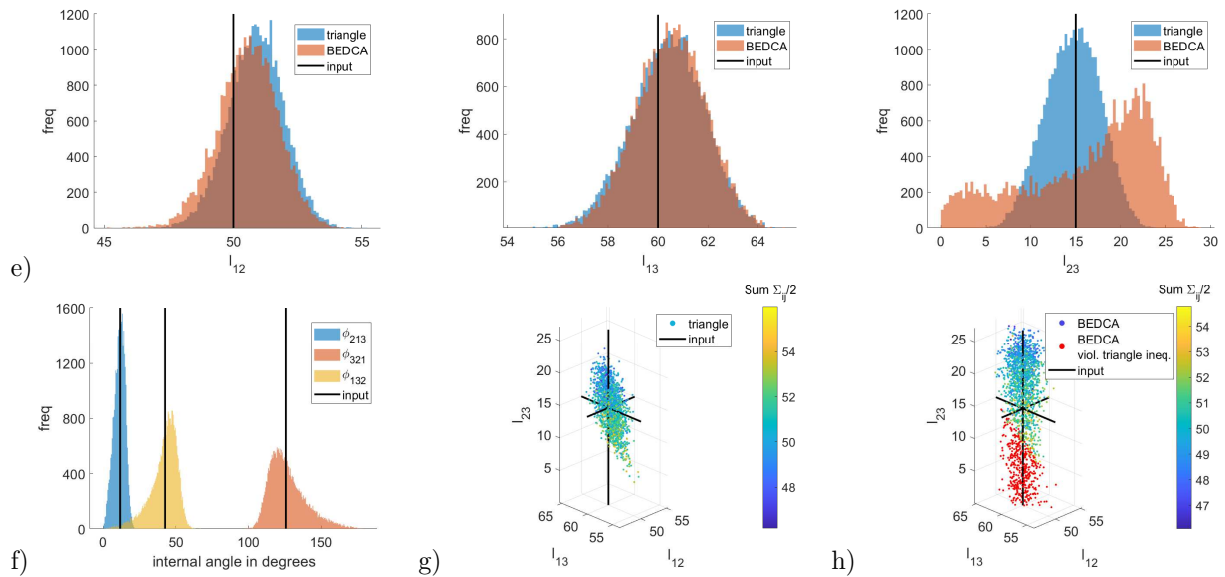 1200
1000
800
600
400
200
0
freq
45
50
55
l12
triangle
BEDCA
input
800
600
400
200
freq
54
56
58
60
62
64
l13
triangle
BEDCA
input
1200
1000
800
600
400
200
0
freq
0
5
10
15
20
25
30
l23
triangle
BEDCA
input
e)
1600
1200
800
400
0
freq
0
50
100
150
internal angle in degrees
ϕ213
ϕ321
ϕ132
input
f)
Sum Σij/2
triangle
input
25
20
15
10
5
l23
65
60
55
l13
50
55
l12
54
52
50
48
46
g)
Sum Σij/2
BEDCA
BEDCA
viol. triangle ineq.
input
25
20
15
10
5
l23
65
60
55
l13
50
55
l12
54
53
52
51
50
49
48
47
h)